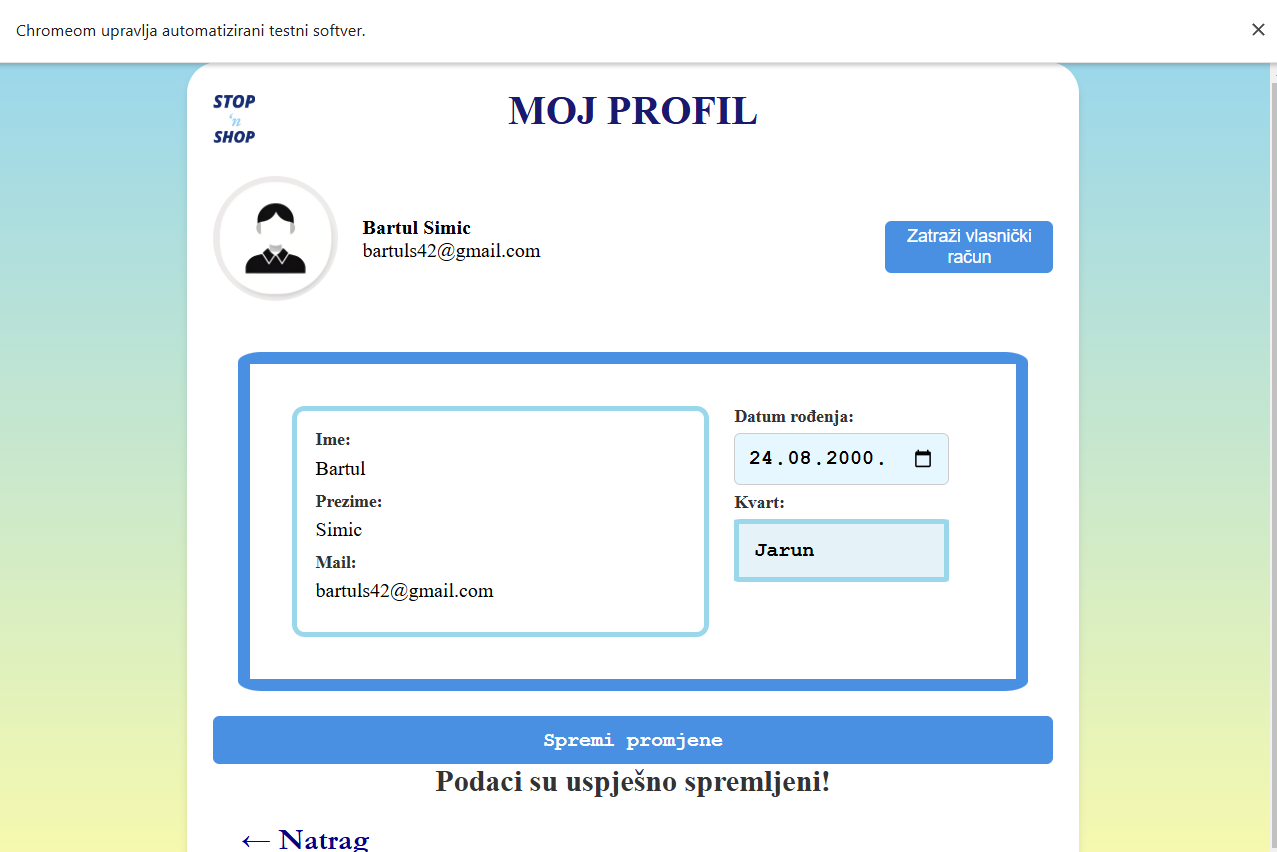 Chromeom upravlja automatizirani testni softver.
STOP
'n
SHOP
MOJ PROFIL
Bartul Simic
bartuls42@gmail.com
Zatraži vlasnički
račun
Ime:
Bartul
Prezime:
Simic
Mail:
bartuls42@gmail.com
Datum rođenja:
24.08.2000.
Kvart:
Jarun
Spremi promjene
Podaci su uspješno spremljeni!
← Natrag